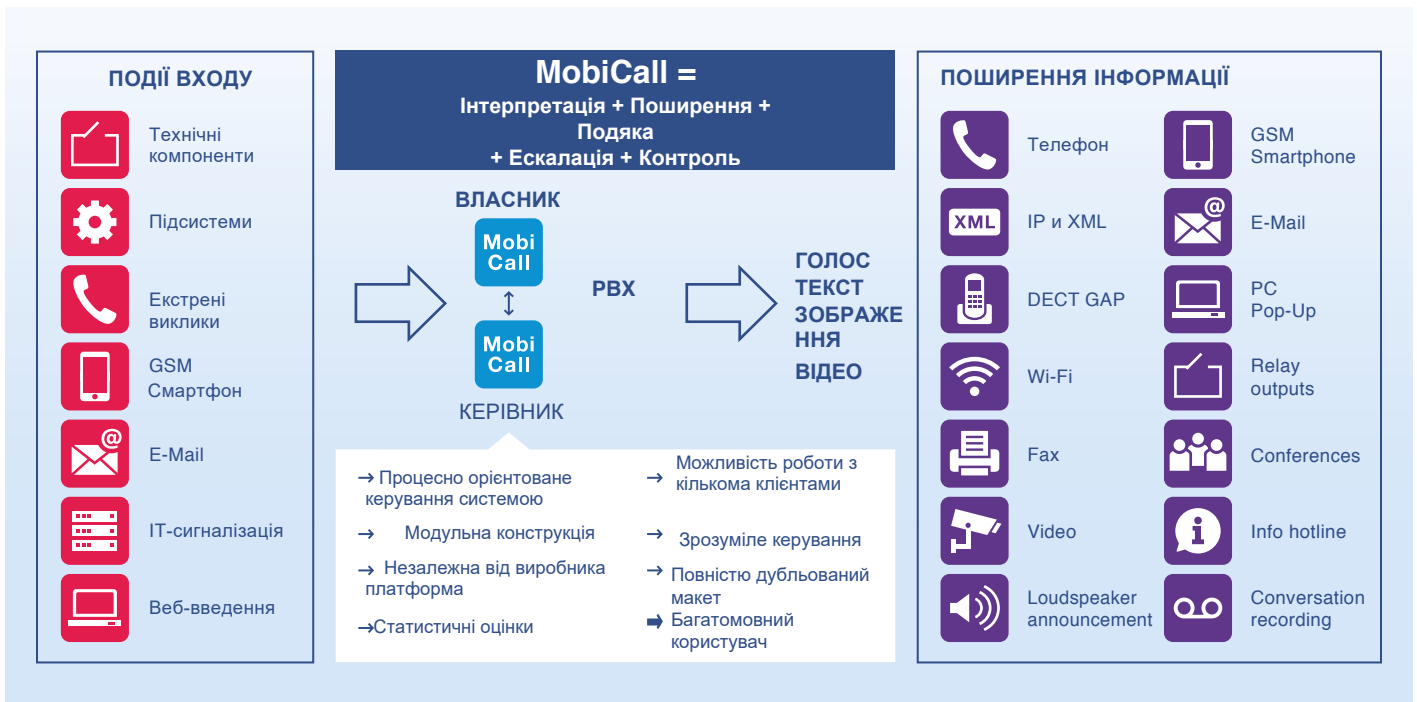 ПОДІЇ ВХОДУ
Технічні
компоненти
Підсистеми
Екстрені
виклики
GSM
Смартфон
@
E-Mail
ІТ-сигналізація
Веб-введення
MobiCall =
Інтерпретація + Поширення +
Подяка
+ Ескалація + Контроль
ВЛАСНИК
Mobi
Call
PBX
Mobi
Call
КЕРІВНИК
ГОЛОС
ТЕКСТ
ЗОБРАЖЕ
ННЯ
ВІДЕО
→ Процесно орієнтоване
керування системою
→ Модульна конструкція
→ Незалежна від виробника
платформа
→Статистичні оцінки
→ Можливість роботи з
кількома клієнтами
→ Зрозуміле керування
→ Повністю дубльований
макет
➡ Багатомовний
користувач
ПОШИРЕННЯ ІНФОРМАЦІЇ
Телефон
XML
IP и XML
DECT GAP
Wi-Fi
Fax
Video
Loudspeaker
announcement
GSM
Smartphone
@
E-Mail
PC
Pop-Up
Relay
outputs
Conferences
i
Info hotline
Conversation
recording